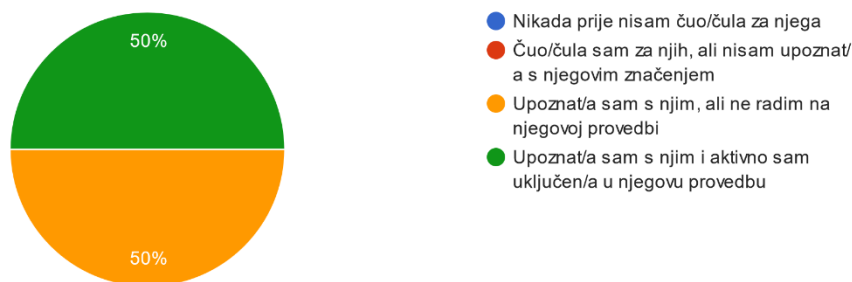 50%
50%
Nikada prije nisam čuo/čula za njega
Čuo/čula sam za njih, ali nisam upoznat/
a s njegovim značenjem
Upoznat/a sam s njim, ali ne radim na
njegovoj provedbi
Upoznat/a sam s njim i aktivno sam
uključen/a u njegovu provedbu